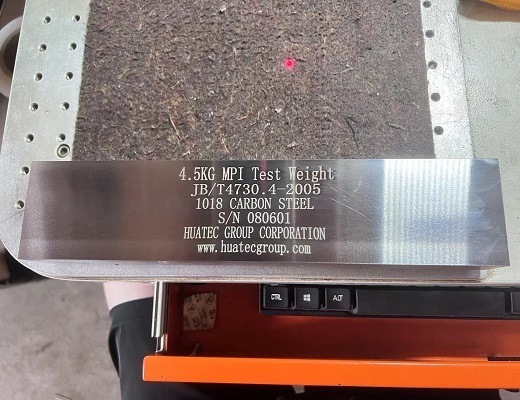 4.5KG MPI Test Weight
JB/T4730.4-2005
1018 CARBON STEEL
S/N 080601
HUATEC GROUP CORPORATION
www.huatecgroup.com
CTRL
ALT